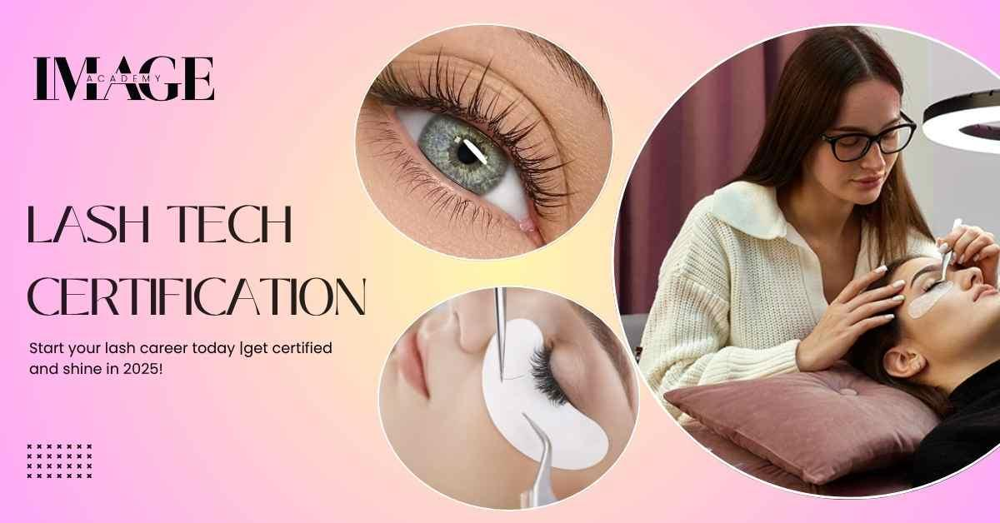 IMAGE
ACADEMY
LASH TECH
CERTIFICATION
Start your lash career today |get certified
and shine in 2025!